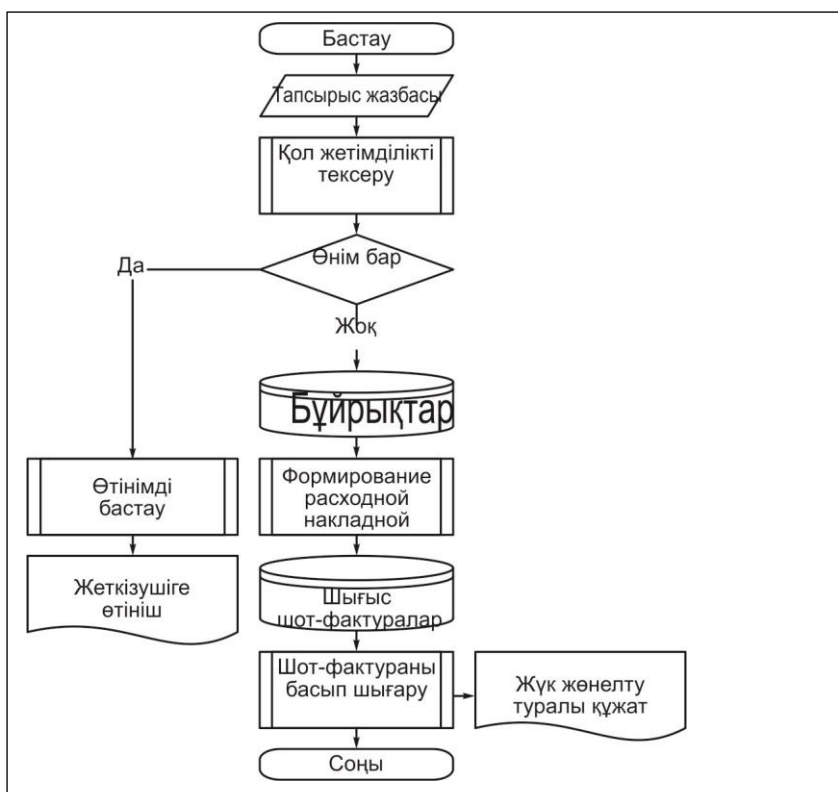 Бастау
Тапсырыс жазбасы
Қол жетімділікті
тексеру
Өнім бар
Да
Жоқ
Бұйрықтар
Өтінімді
бастау
Формирование
расходной
накладной
Жеткізушіге
өтініш
Шығыс
шот-фактуралар
Шот-фактураны
басып шығару
Жүк жөнелту
туралы құжат
Соңы